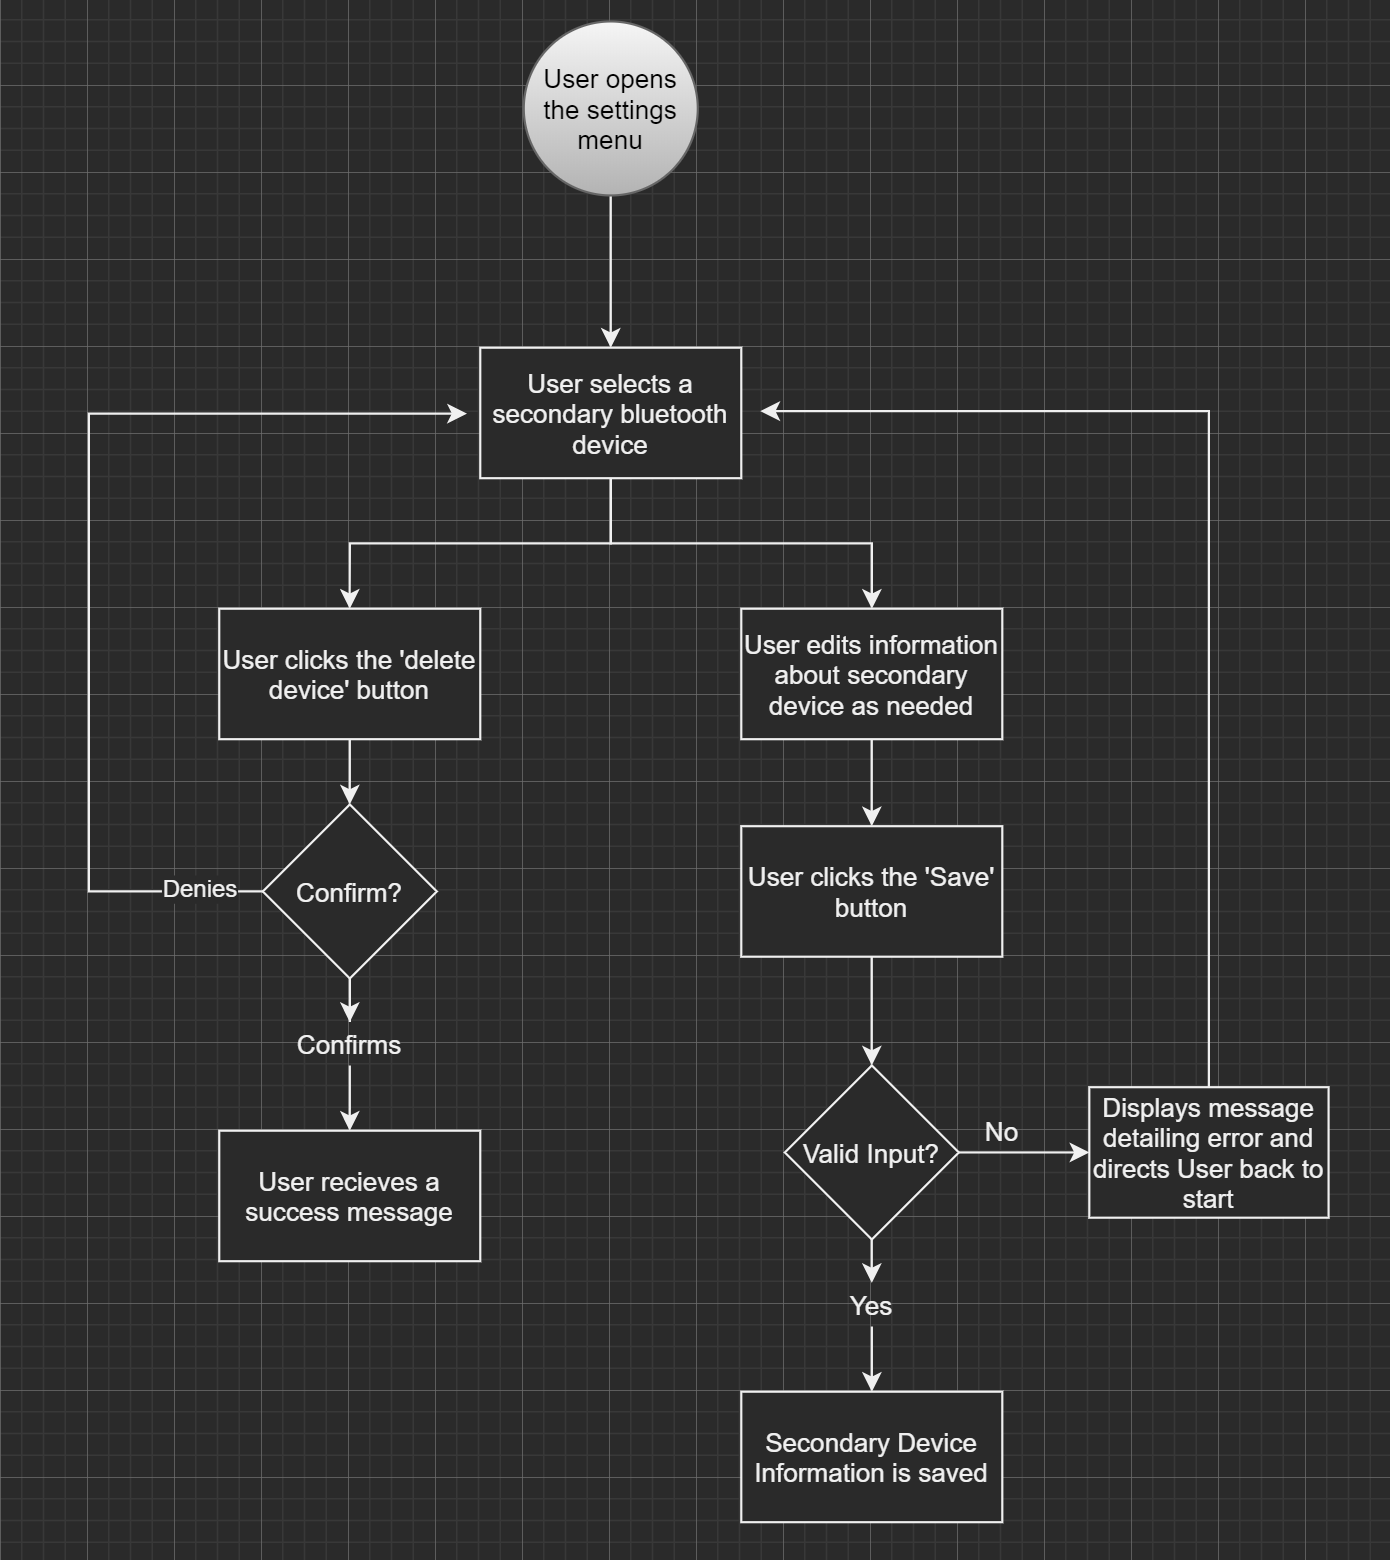 User opens
the settings
menu
User selects a
secondary bluetooth
device
User clicks the 'delete
device' button
User edits information
about secondary
device as needed
Denies
Confirm?
User clicks the 'Save'
button
Confirms
User recieves a
success message
Valid Input?
No
Displays message
detailing error and
directs User back to
start
Yes
Secondary Device
Information is saved